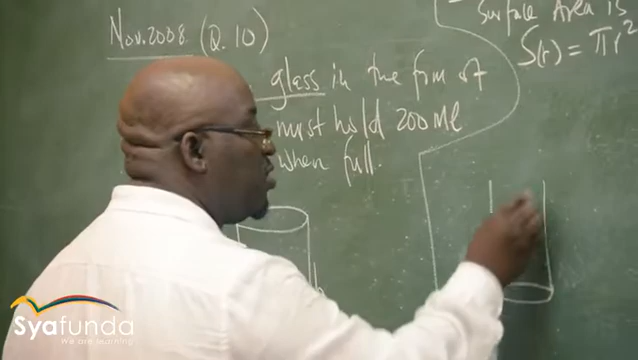 Nov. 2008. (Q. 10)
glass in the form of
must hold 200 ml
when full.
Surface Area is
S(r) = πr²
h
Syafunda
We are learning